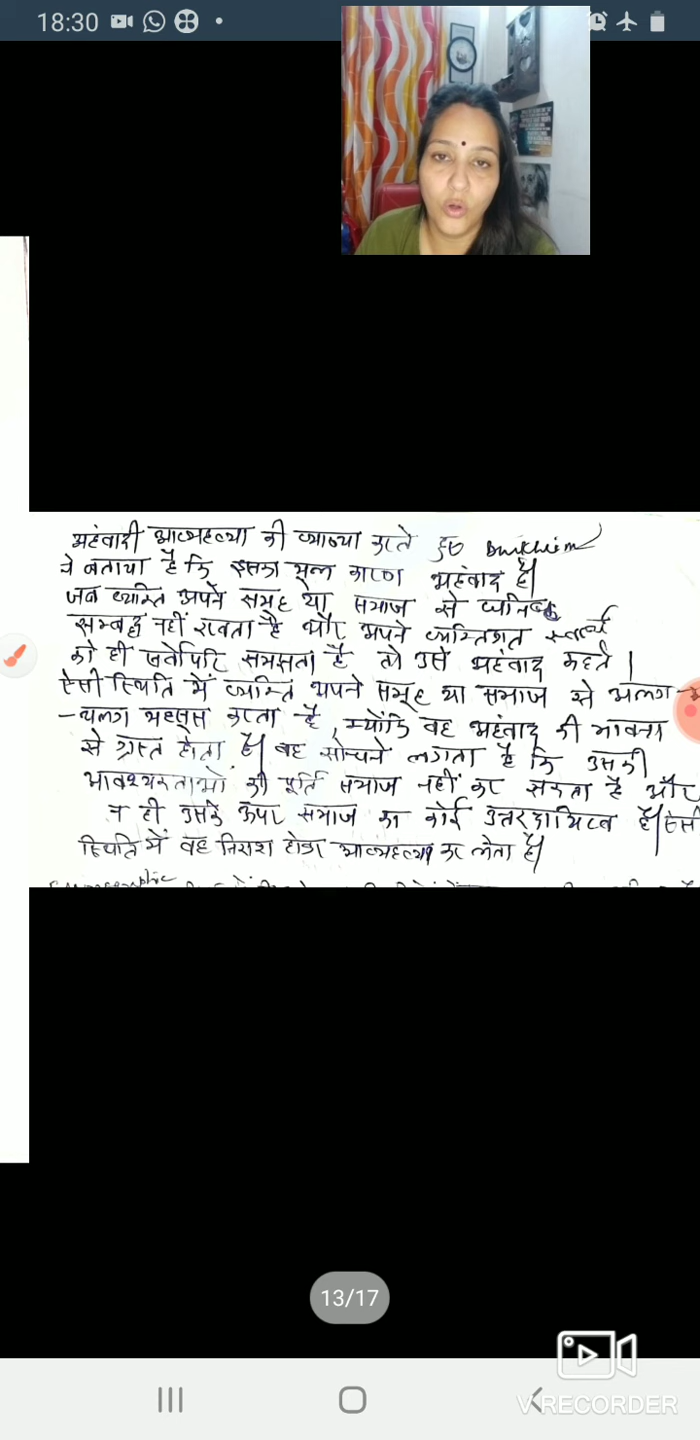 18:30
अहंवादी आत्महत्या की व्याख्या करते हुए Durkheim
ने बताया है कि इसका मूल कारण अहंवाद है।
जब व्यक्ति अपने समूह या समाज से घनिष्ठ
सम्बद्ध नहीं रखता है और अपने व्यक्तिगत स्वार्थ
को ही सर्वोपरि समझता है तो उसे अहंवाद कहते।
ऐसी स्थिति में व्यक्ति अपने समूह या समाज से अलग-
-थलग महसूस करता है, क्योंकि वह अहंवाद की भावना
से ग्रस्त होता है। वह सोचने लगता है कि उसकी
आवश्यकताओं की पूर्ति समाज नहीं कर सकता है और
न ही उसके ऊपर समाज का कोई उत्तरदायित्व है। ऐसी
स्थिति में वह निराश होकर आत्महत्या कर लेता है।
13/17
VRECORDER